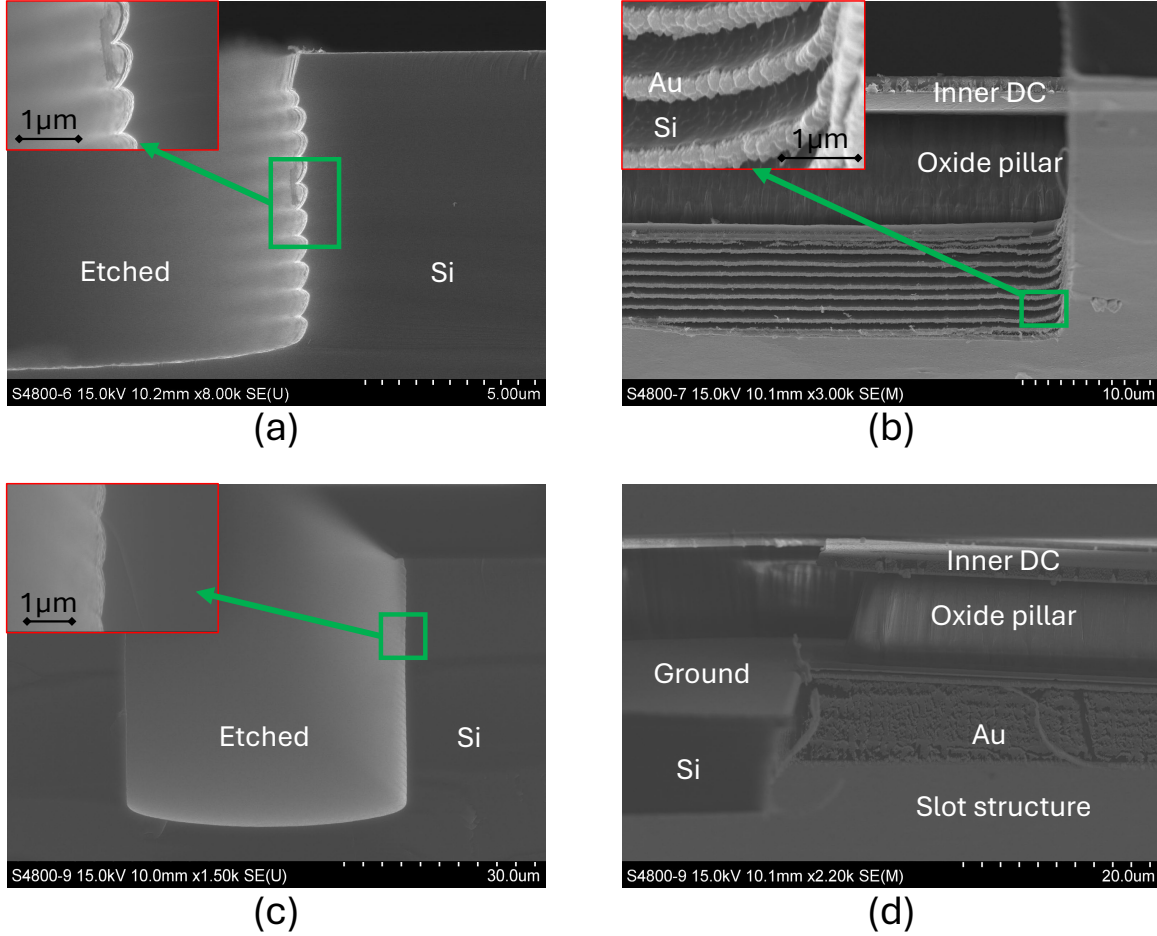 1μm
Etched
Si
S4800-6 15.0kV 10.2mm x8.00k SE(U)
5.00um
(a)
Au
Si
1μm
Inner DC
Oxide pillar
S4800-7 15.0kV 10.1mm x3.00k SE(M)
10.0um
(b)
1μm
Etched
Si
S4800-9 15.0kV 10.0mm x1.50k SE(U)
30.0um
(c)
Inner DC
Oxide pillar
Ground
Au
Si
Slot structure
S4800-9 15.0kV 10.1mm x2.20k SE(M)
20.0um
(d)